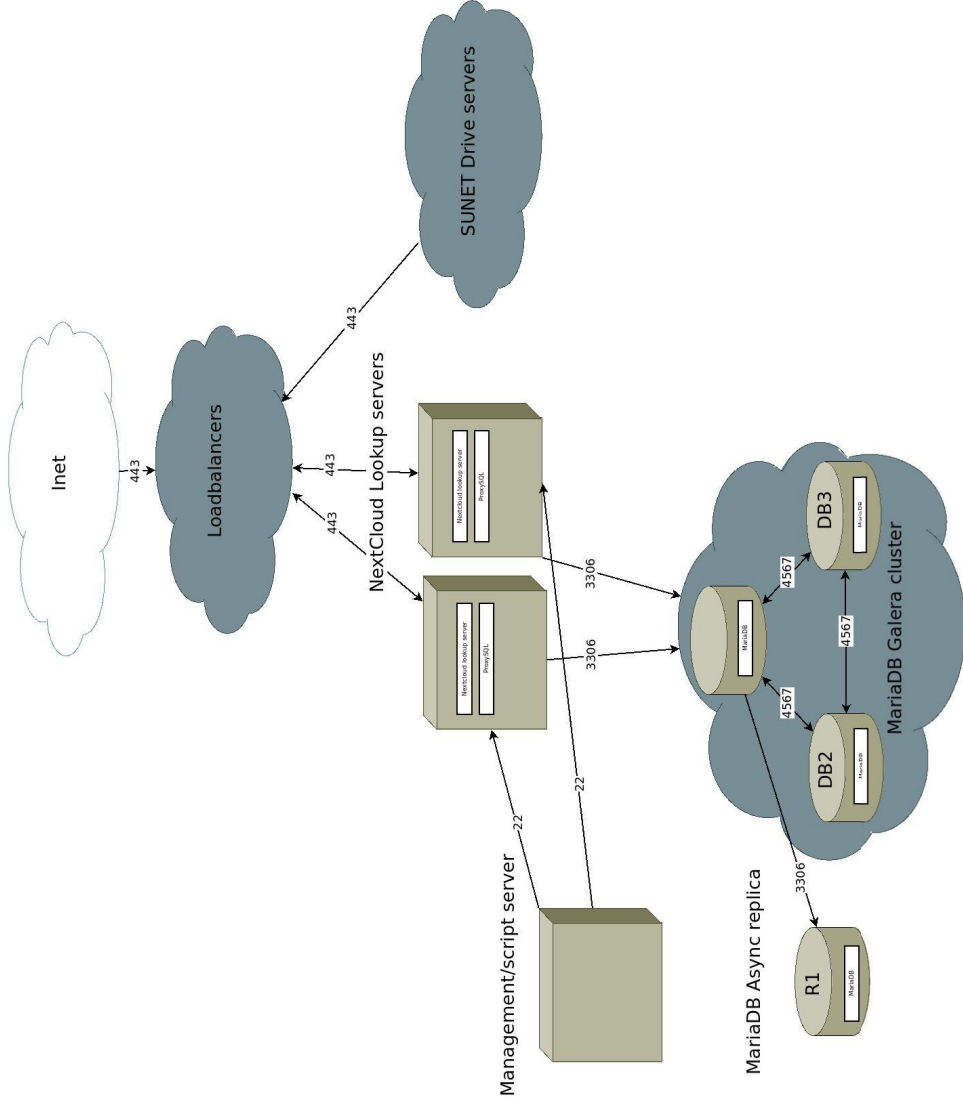 Inet
443
Loadbalancers
SUNET Drive servers
443
443
443
NextCloud Lookup servers
Nextcloud lookup server
ProxySQL
Nextcloud lookup server
ProxySQL
22
22
Management/script server
3306
3306
MariaDB
4567
4567
DB2
MariaDB
4567
DB3
MariaDB
MariaDB Galera cluster
3306
MariaDB Async replica
R1
MariaDB